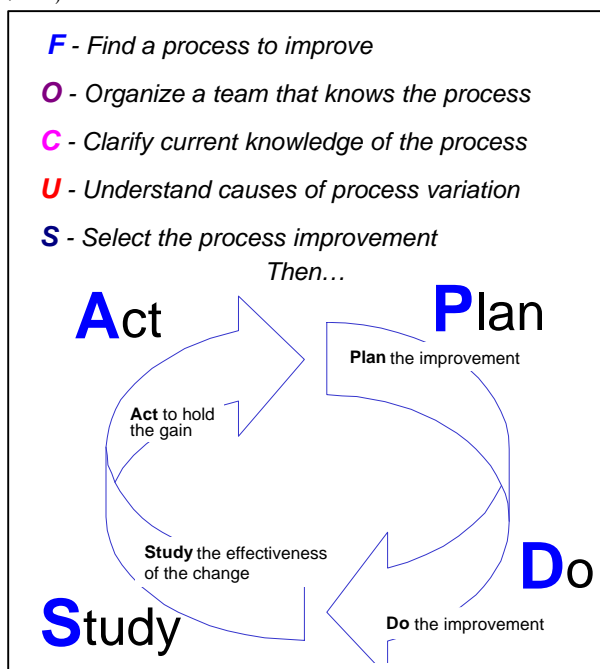 F - Find a process to improve
O - Organize a team that knows the process
C - Clarify current knowledge of the process
U - Understand causes of process variation
S - Select the process improvement
Then…
Act
Plan
Plan the improvement
Act to hold
the gain
Study the effectiveness
of the change
Do
Study
Do the improvement